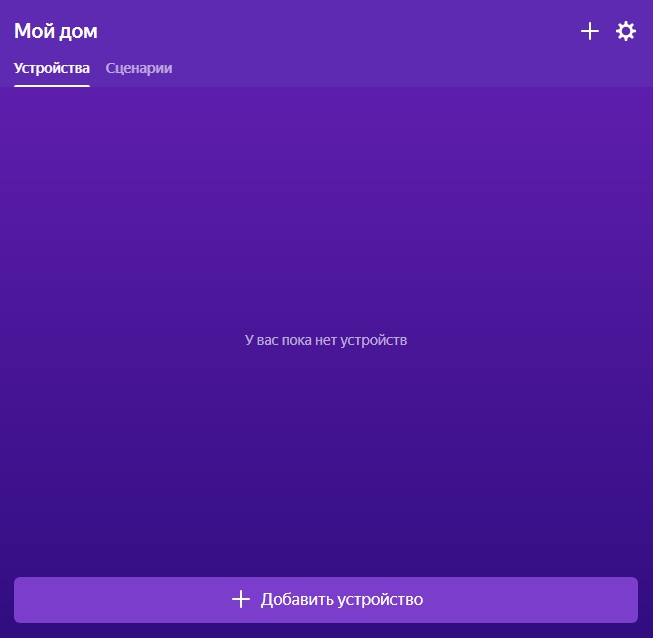 Мой дом
Устройства Сценарии
У вас пока нет устройств
Добавить устройство